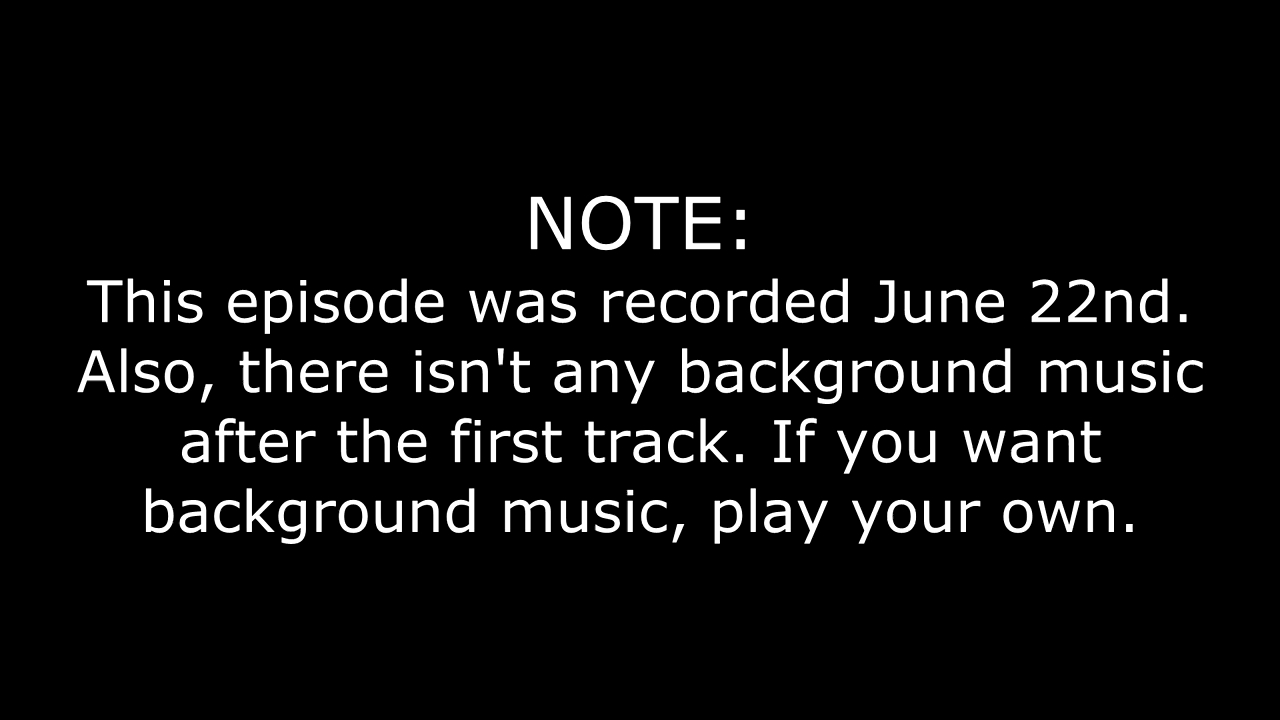 NOTE:
This episode was recorded June 22nd.
Also, there isn't any background music
after the first track. If you want
background music, play your own.